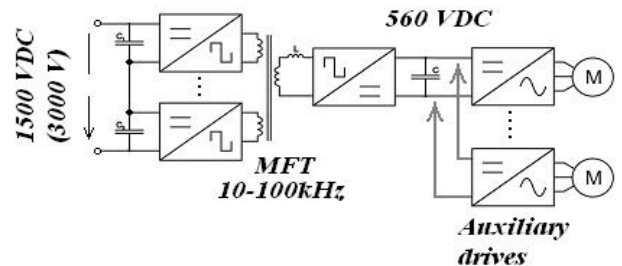 560 VDC
1500 VDC
(3000 V)
C
L
C
C
M
M
MFT
10-100kHz
Auxiliary
drives